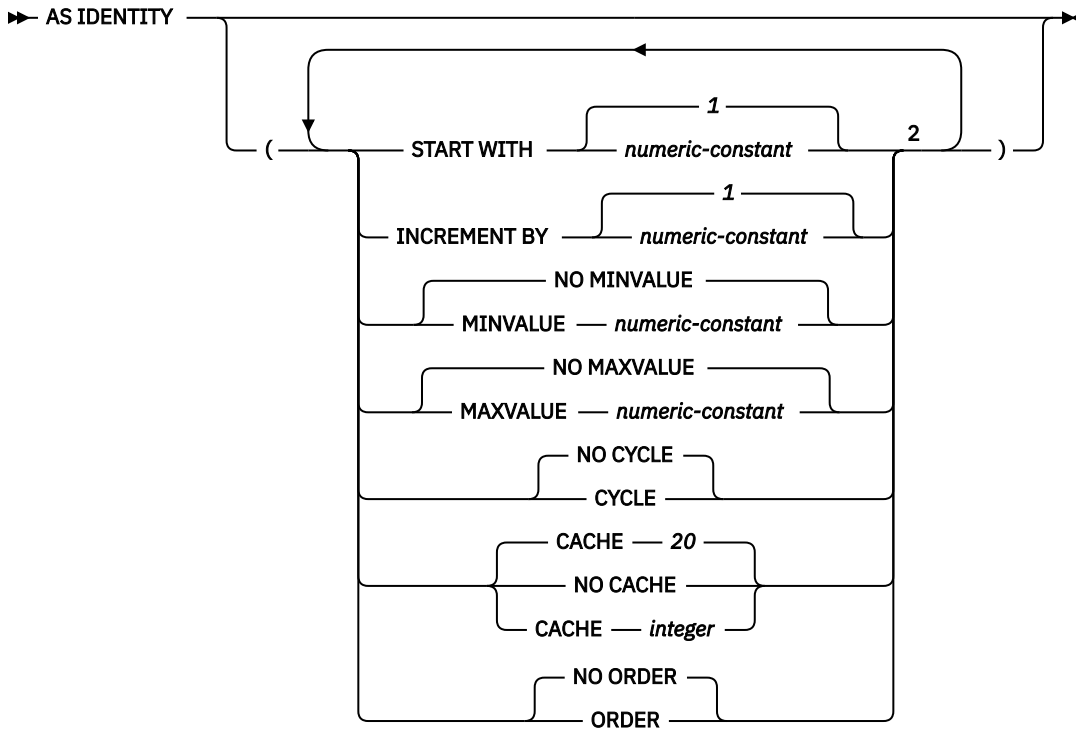 AS IDENTITY
1
2
( START WITH numeric-constant )
1
INCREMENT BY numeric-constant
NO MINVALUE
MINVALUE numeric-constant
NO MAXVALUE
MAXVALUE numeric-constant
NO CYCLE
CYCLE
CACHE 20
NO CACHE
CACHE integer
NO ORDER
ORDER